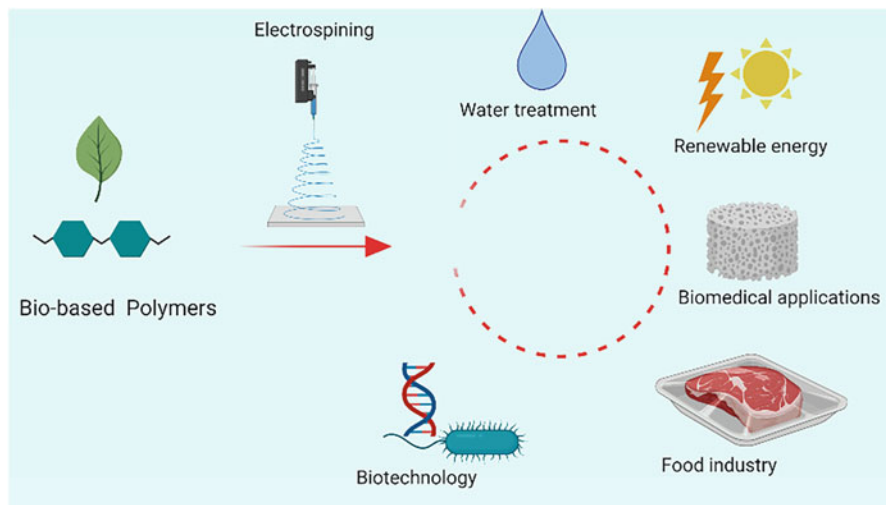 Electrospining
Water treatment
Renewable energy
Bio-based Polymers
Biomedical applications
Food industry
Biotechnology